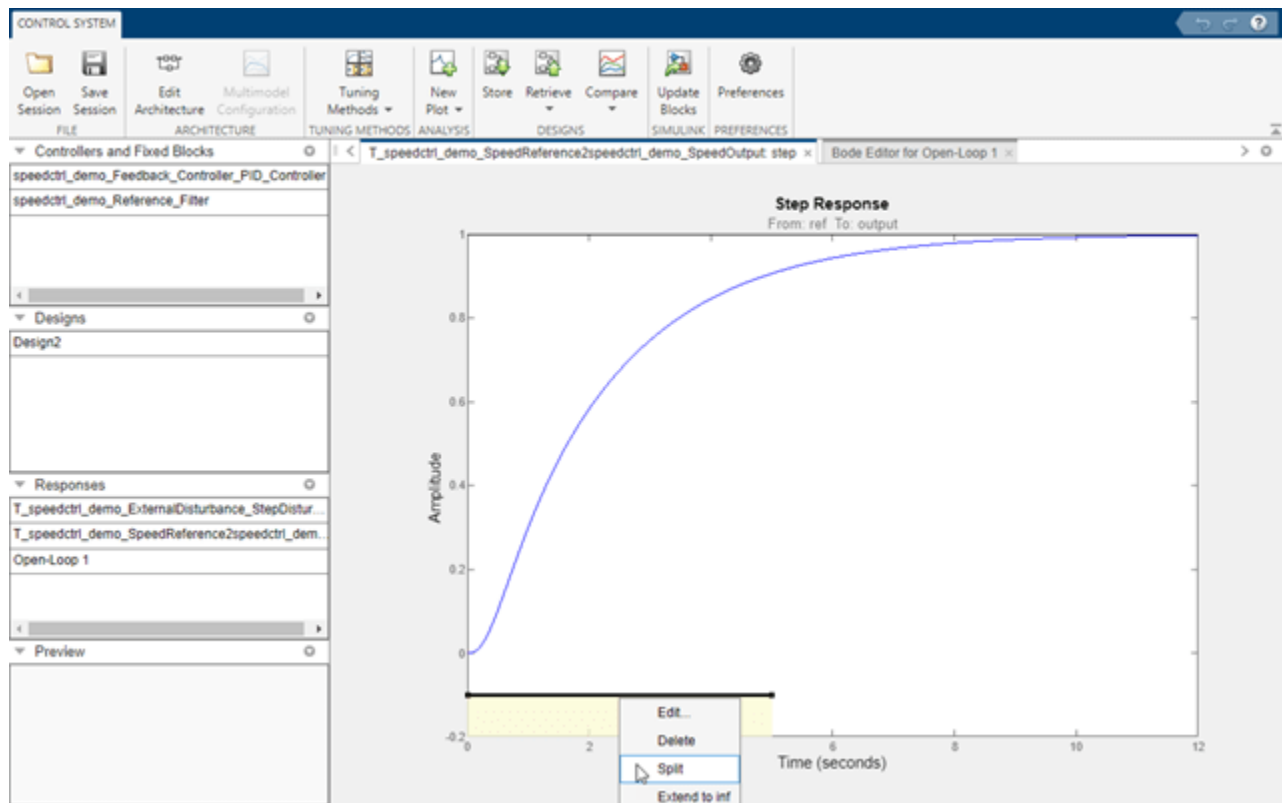 CONTROL SYSTEM
?
Open Session
Save Session
Edit Architecture
Multimodel Configuration
Tuning Methods
New Plot
Store
Retrieve
Compare
Update Blocks
Preferences
FILE
ARCHITECTURE
TUNING METHODS
ANALYSIS
DESIGNS
SIMULINK
PREFERENCES
Controllers and Fixed Blocks
speedctrl_demo_Feedback_Controller_PID_Controller
speedctrl_demo_Reference_Filter
Designs
Design2
Responses
T_speedctrl_demo_ExternalDisturbance_StepDistur...
T_speedctrl_demo_SpeedReference2speedctrl_dem...
Open-Loop 1
Preview
T_speedctrl_demo_SpeedReference2speedctrl_demo_SpeedOutput: step
Bode Editor for Open-Loop 1
Step Response
From: ref To: output
1
0.8
0.6
0.4
0.2
0
-0.2
Amplitude
0
2
6
8
10
12
Time (seconds)
Edit...
Delete
Split
Extend to inf